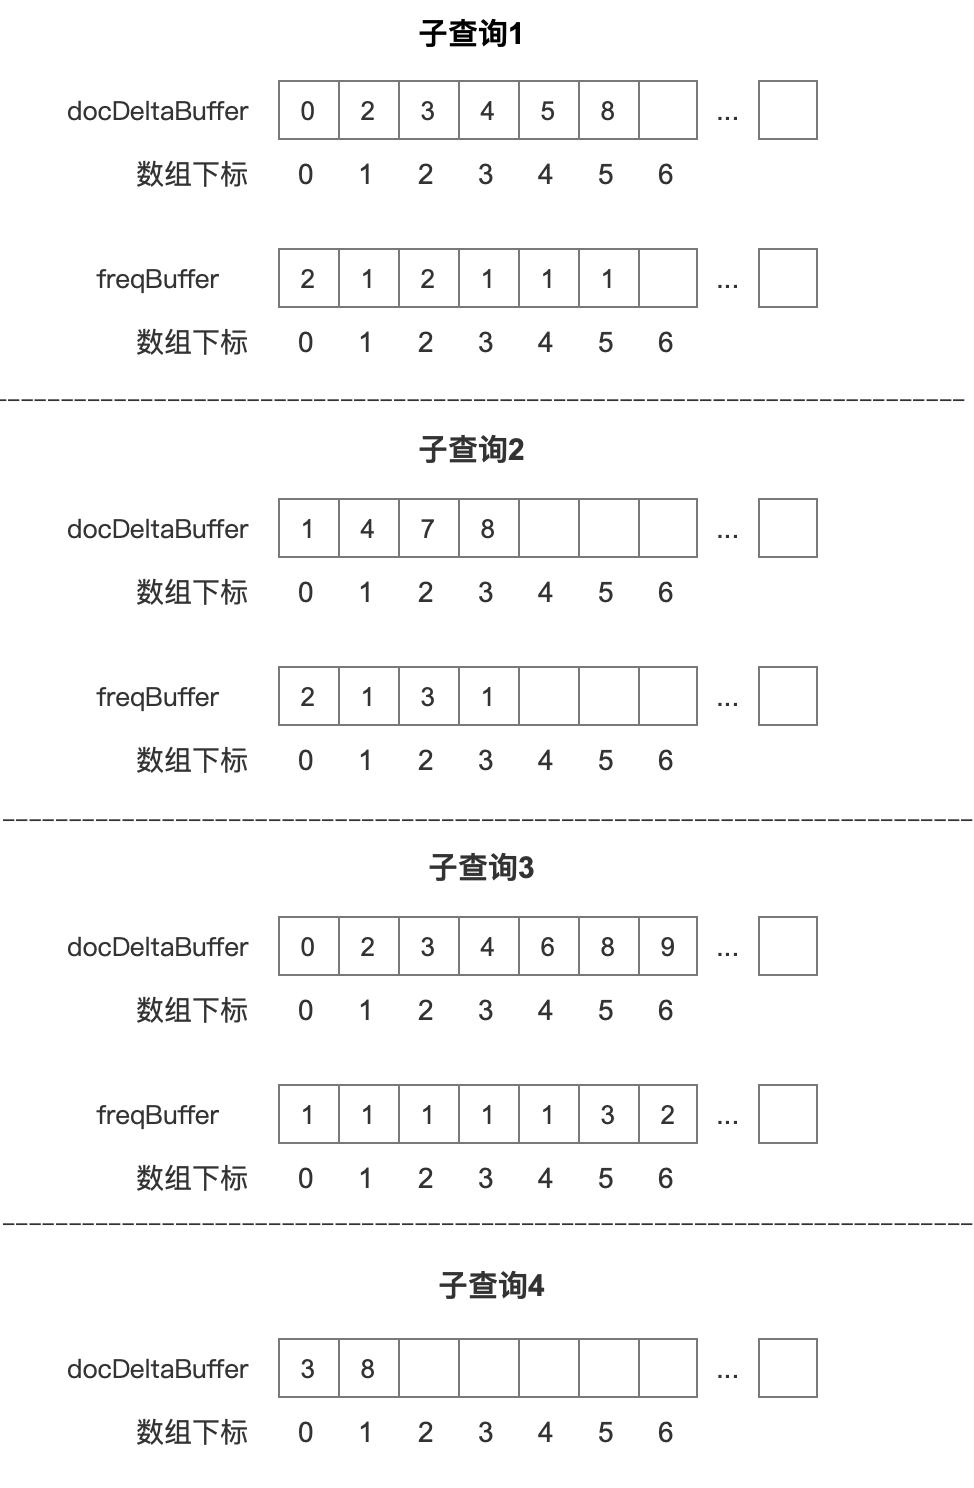 子查询1
docDeltaBuffer 0 2 3 4 5 8 ...
数组下标 0 1 2 3 4 5 6
freqBuffer 2 1 2 1 1 1 ...
数组下标 0 1 2 3 4 5 6
子查询2
docDeltaBuffer 1 4 7 8 ...
数组下标 0 1 2 3 4 5 6
freqBuffer 2 1 3 1 ...
数组下标 0 1 2 3 4 5 6
子查询3
docDeltaBuffer 0 2 3 4 6 8 9 ...
数组下标 0 1 2 3 4 5 6
freqBuffer 1 1 1 1 1 3 2 ...
数组下标 0 1 2 3 4 5 6
子查询4
docDeltaBuffer 3 8 ...
数组下标 0 1 2 3 4 5 6